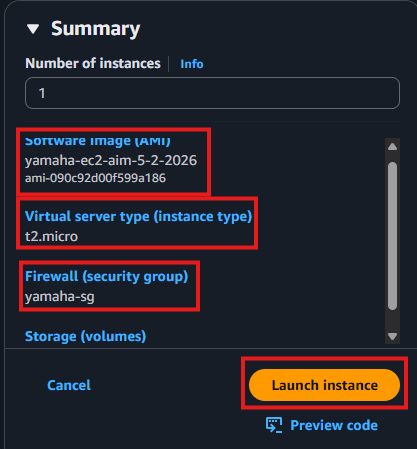 Summary
Number of instances
Info
1
Software Image (AMI)
yamaha-ec2-aim-5-2-2026
ami-090c92d00f599a186
Virtual server type (instance type)
t2.micro
Firewall (security group)
yamaha-sg
Storage (volumes)
Cancel
Launch instance
Preview code